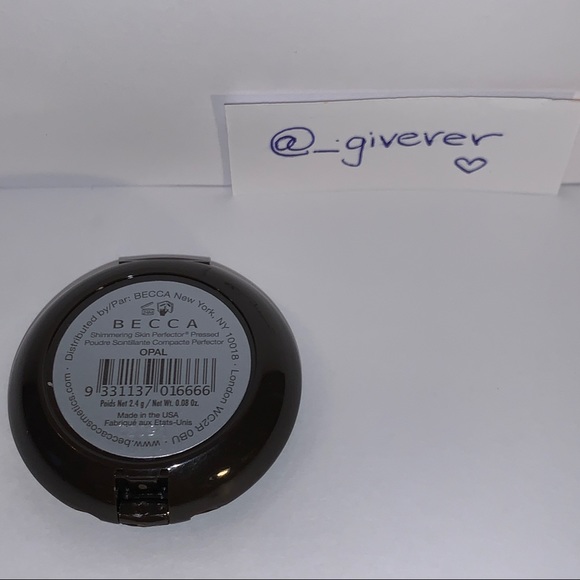 @_.giverer
♡
Distributed by/Par: BECCA New York, NY 10018 · London WC2R 0BU · www.beccacosmetics.com ·
BECCA
Shimmering Skin Perfector® Pressed
Poudre Scintillante Compacte Perfector
OPAL
9 331137 016666
Poids Net 2.4 g / Net Wt. 0.08 Oz.
Made in the USA
Fabriqué aux Etats-Unis